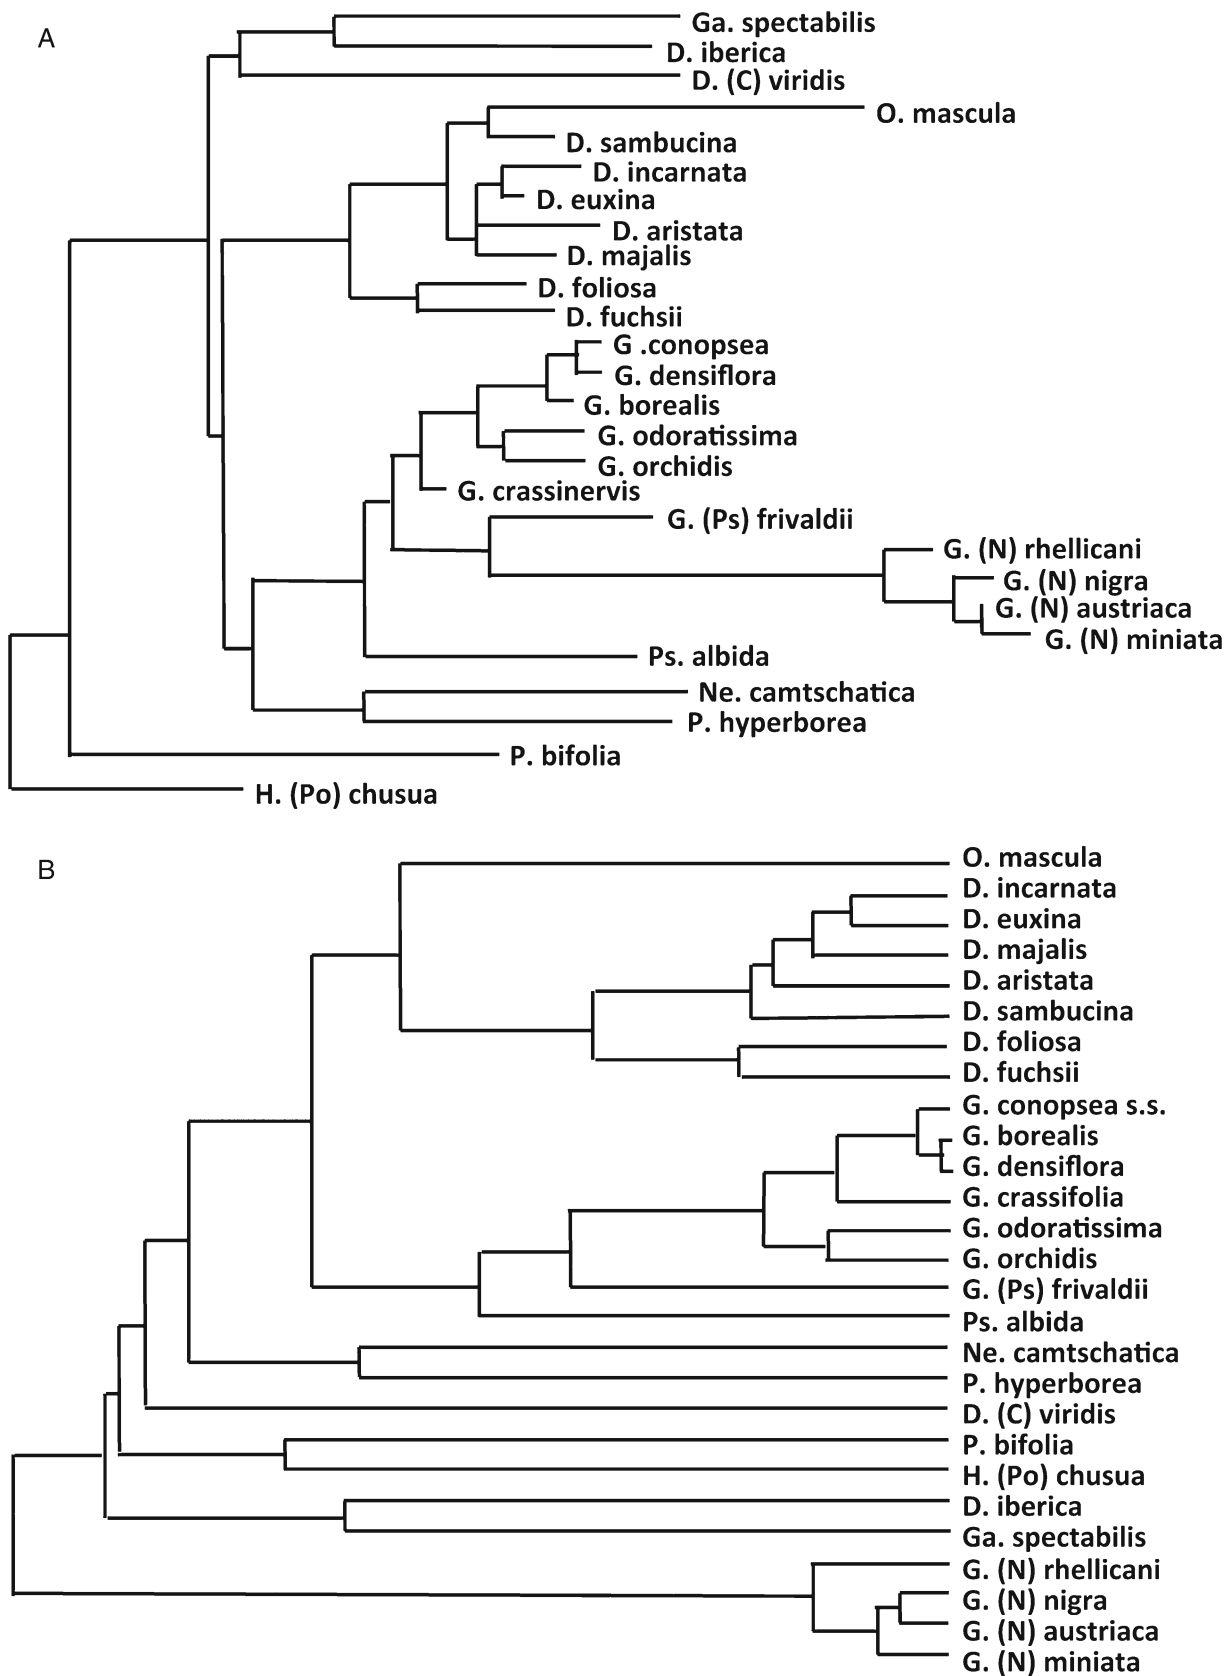 A
Ga. spectabilis
D. iberica
D. (C) viridis
O. mascula
D. sambucina
D. incarnata
D. euxina
D. aristata
D. majalis
D. foliosa
D. fuchsii
G .conopsea
G. densiflora
G. borealis
G. odoratissima
G. orchidis
G. crassinervis
G. (Ps) frivaldii
G. (N) rhellicani
G. (N) nigra
G. (N) austriaca
G. (N) miniata
Ps. albida
Ne. camtschatica
P. hyperborea
P. bifolia
H. (Po) chusua
B
O. mascula
D. incarnata
D. euxina
D. majalis
D. aristata
D. sambucina
D. foliosa
D. fuchsii
G. conopsea s.s.
G. borealis
G. densiflora
G. crassifolia
G. odoratissima
G. orchidis
G. (Ps) frivaldii
Ps. albida
Ne. camtschatica
P. hyperborea
D. (C) viridis
P. bifolia
H. (Po) chusua
D. iberica
Ga. spectabilis
G. (N) rhellicani
G. (N) nigra
G. (N) austriaca
G. (N) miniata